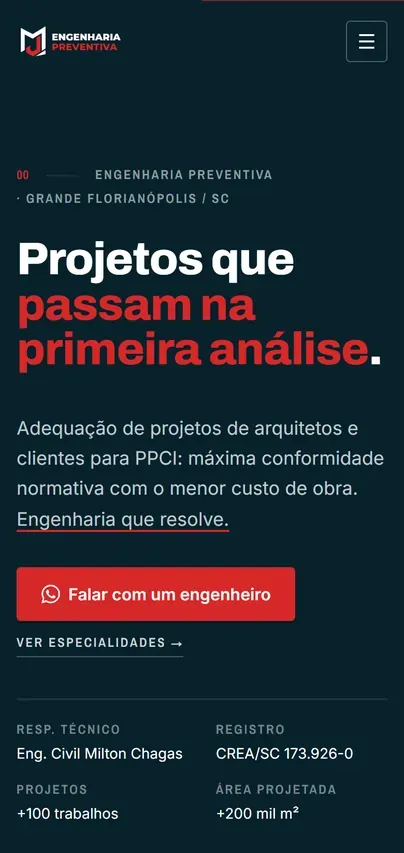 ENGENHARIA
PREVENTIVA
00 ENGENHARIA PREVENTIVA
· GRANDE FLORIANÓPOLIS / SC
Projetos que
passam na
primeira análise.
Adequação de projetos de arquitetos e
clientes para PPCI: máxima conformidade
normativa com o menor custo de obra.
Engenharia que resolve.
Falar com um engenheiro
VER ESPECIALIDADES →
RESP. TÉCNICO REGISTRO
Eng. Civil Milton Chagas CREA/SC 173.926-0
PROJETOS ÁREA PROJETADA
+100 trabalhos +200 mil m²